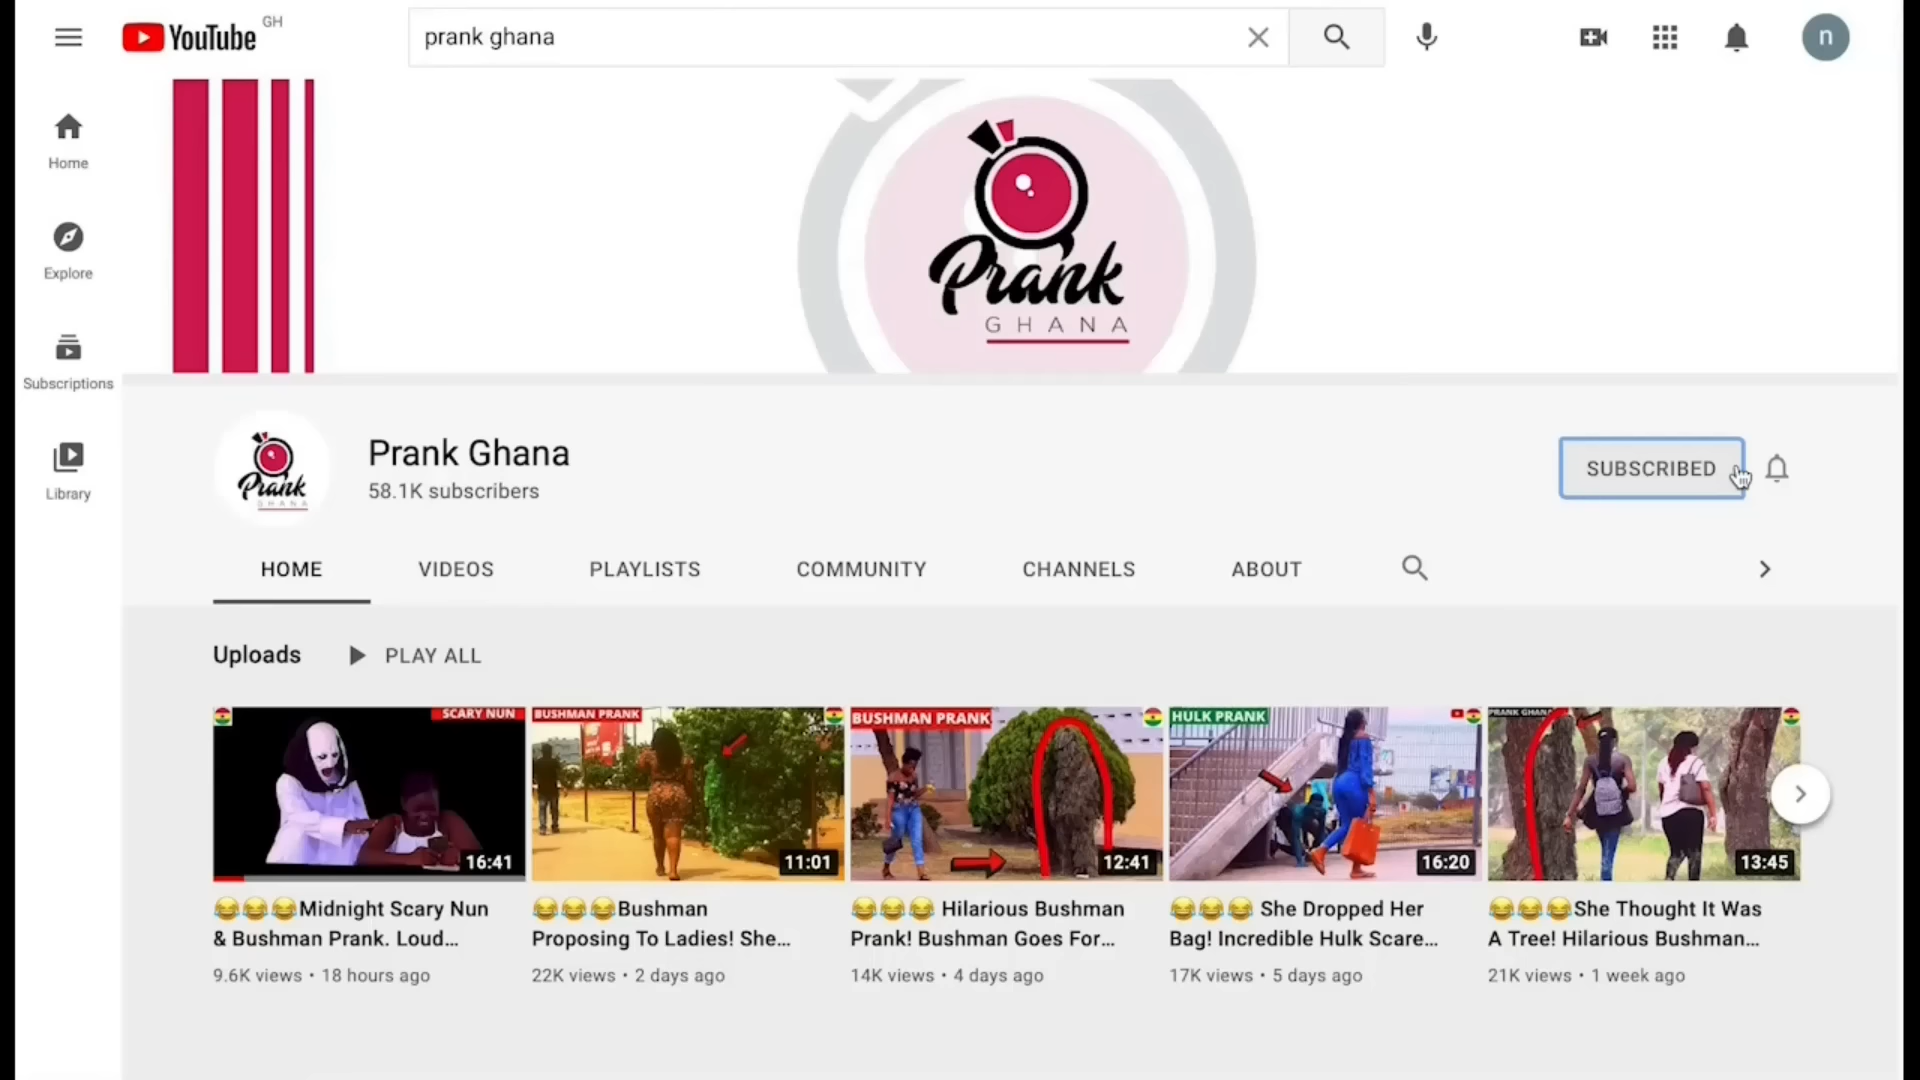 YouTube GH
prank ghana
n
Home
Explore
Subscriptions
Library
Prank
GHANA
Prank
GHANA
Prank Ghana
58.1K subscribers
SUBSCRIBED
HOME VIDEOS PLAYLISTS COMMUNITY CHANNELS ABOUT
Uploads PLAY ALL
SCARY NUN
16:41
BUSHMAN PRANK
11:01
BUSHMAN PRANK
12:41
HULK PRANK
16:20
PRANK GHANA
13:45
😂😂😂Midnight Scary Nun
& Bushman Prank. Loud...
9.6K views • 18 hours ago
😂😂😂Bushman
Proposing To Ladies! She...
22K views • 2 days ago
😂😂😂 Hilarious Bushman
Prank! Bushman Goes For...
14K views • 4 days ago
😂😂😂 She Dropped Her
Bag! Incredible Hulk Scare...
17K views • 5 days ago
😂😂😂She Thought It Was
A Tree! Hilarious Bushman...
21K views • 1 week ago